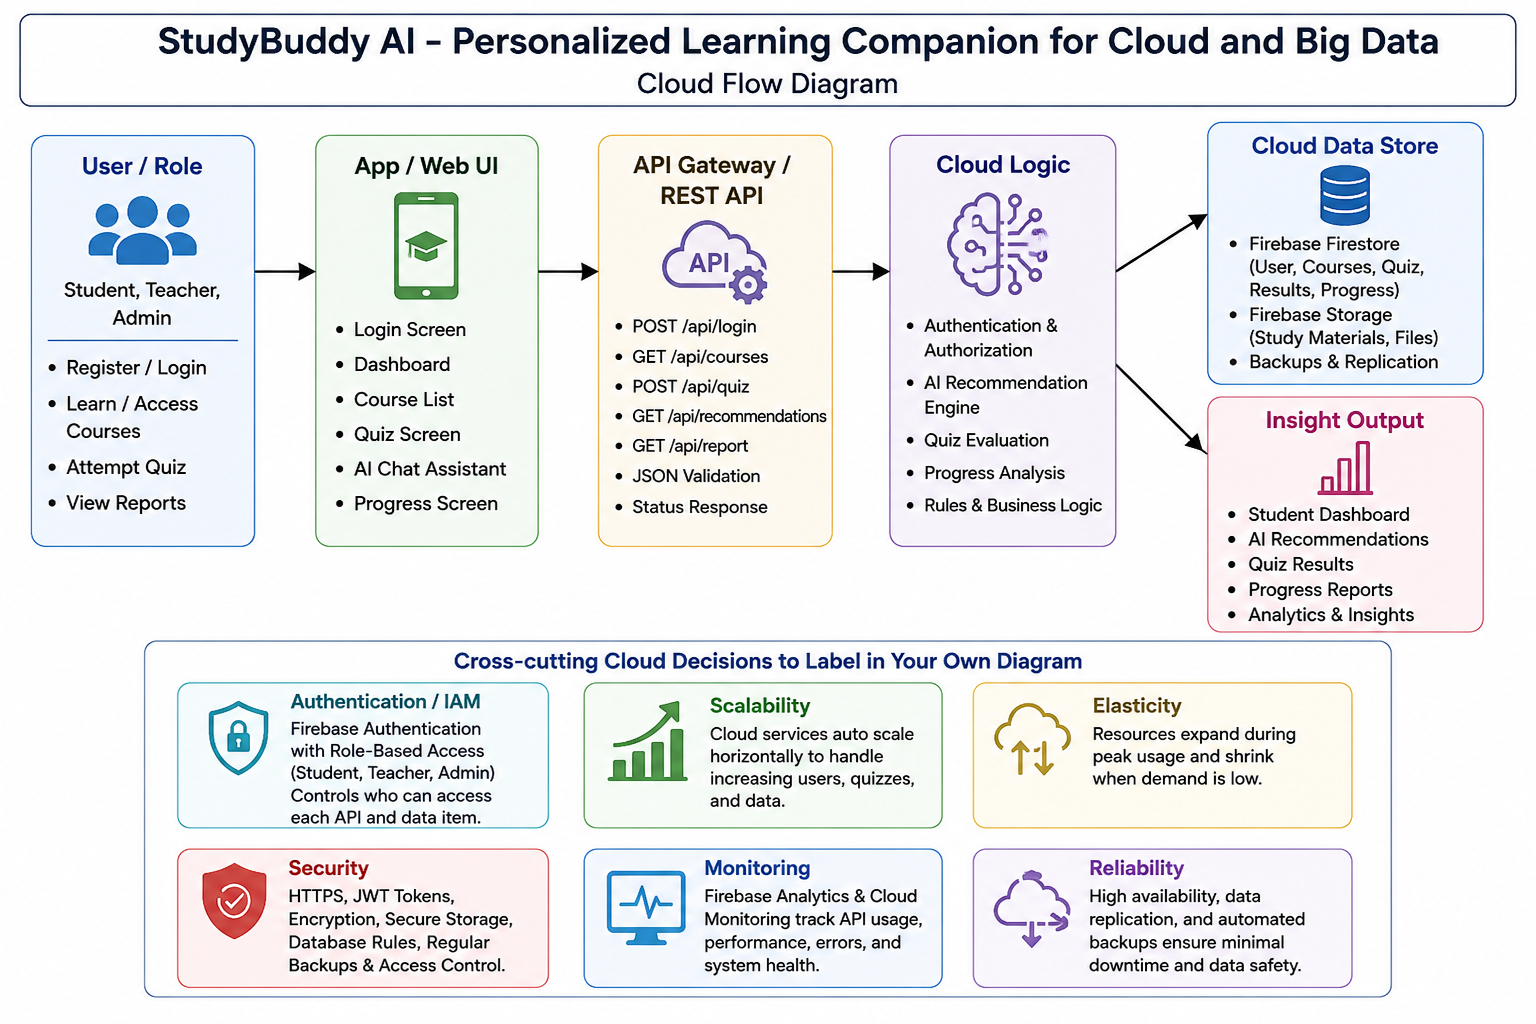 StudyBuddy AI – Personalized Learning Companion for Cloud and Big Data
Cloud Flow Diagram
User / Role
Student, Teacher,
Admin
• Register / Login
• Learn / Access
Courses
• Attempt Quiz
• View Reports
App / Web UI
• Login Screen
• Dashboard
• Course List
• Quiz Screen
• AI Chat Assistant
• Progress Screen
API Gateway /
REST API
API
• POST /api/login
• GET /api/courses
• POST /api/quiz
• GET /api/recommendations
• GET /api/report
• JSON Validation
• Status Response
Cloud Logic
• Authentication &
Authorization
• AI Recommendation
Engine
• Quiz Evaluation
• Progress Analysis
• Rules & Business Logic
Cloud Data Store
• Firebase Firestore
(User, Courses, Quiz,
Results, Progress)
• Firebase Storage
(Study Materials, Files)
• Backups & Replication
Insight Output
• Student Dashboard
• AI Recommendations
• Quiz Results
• Progress Reports
• Analytics & Insights
Cross-cutting Cloud Decisions to Label in Your Own Diagram
Authentication / IAM
Firebase Authentication
with Role-Based Access
(Student, Teacher, Admin)
Controls who can access
each API and data item.
Scalability
Cloud services auto scale
horizontally to handle
increasing users, quizzes,
and data.
Elasticity
Resources expand during
peak usage and shrink
when demand is low.
Security
HTTPS, JWT Tokens,
Encryption, Secure Storage,
Database Rules, Regular
Backups & Access Control.
Monitoring
Firebase Analytics & Cloud
Monitoring track API usage,
performance, errors, and
system health.
Reliability
High availability, data
replication, and automated
backups ensure minimal
downtime and data safety.